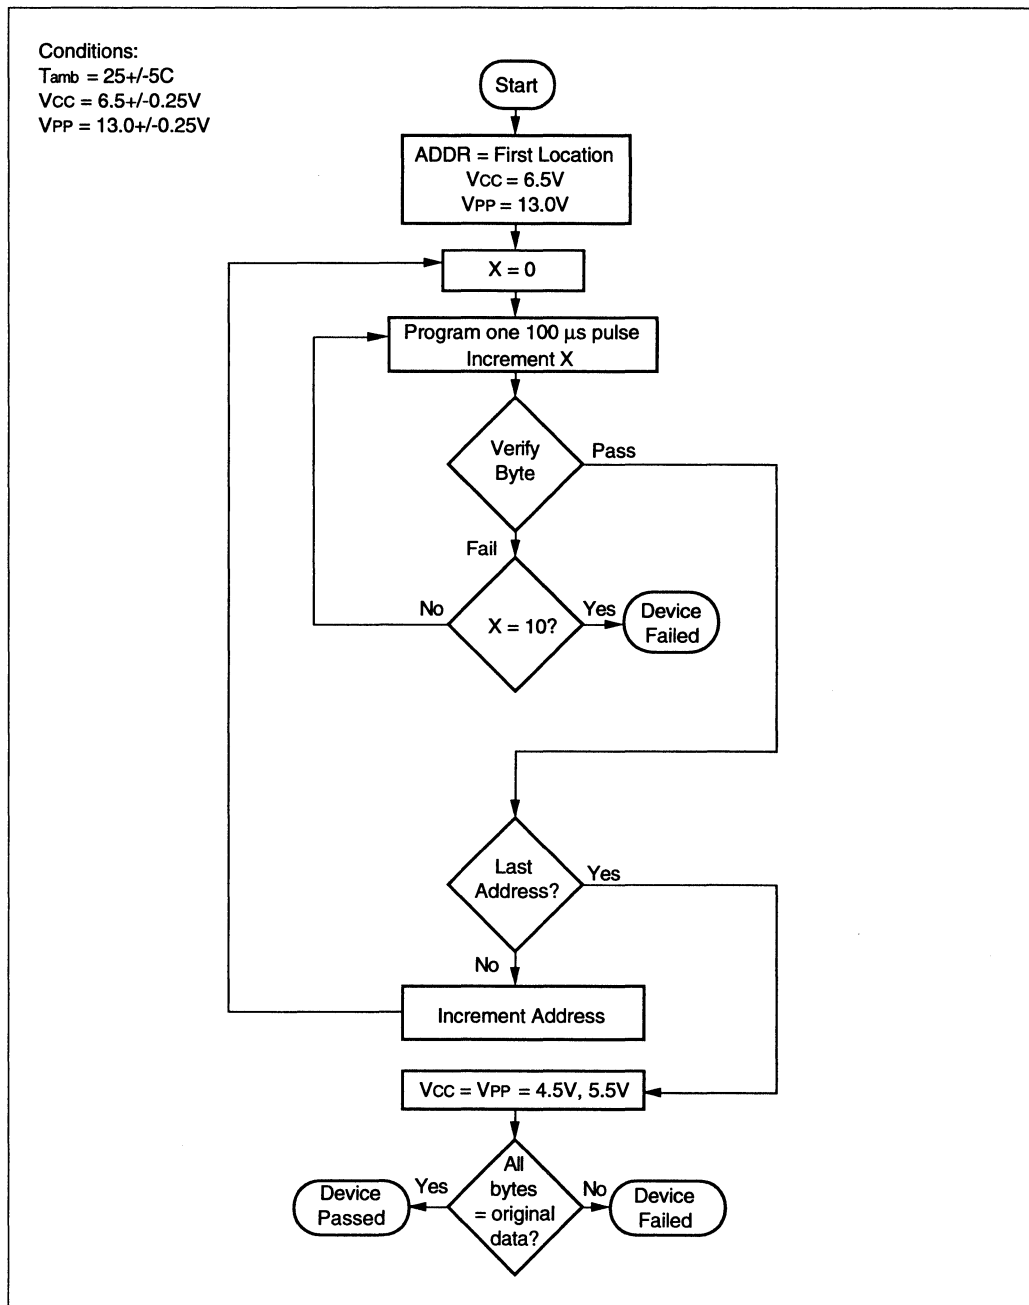 Conditions:
Tamb = 25+/-5C
VCC = 6.5+/-0.25V
VPP = 13.0+/-0.25V
Start
ADDR = First Location
VCC = 6.5V
VPP = 13.0V
X = 0
Program one 100 µs pulse
Increment X
Verify
Byte
Pass
Fail
No
X = 10?
Yes
Device
Failed
Last
Address?
Yes
No
Increment Address
VCC = VPP = 4.5V, 5.5V
All
bytes
= original
data?
Yes
Device
Passed
No
Device
Failed